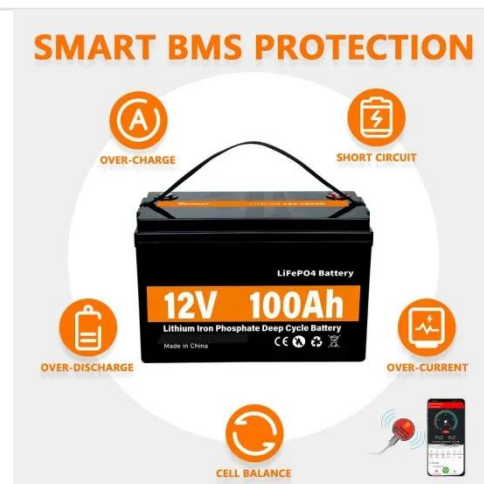 SMART BMS PROTECTION
A
OVER-CHARGE
SHORT CIRCUIT
LiFePO4 Battery
12V 100Ah
Lithium Iron Phosphate Deep Cycle Battery
Made in China
CE
OVER-DISCHARGE
OVER-CURRENT
CELL BALANCE